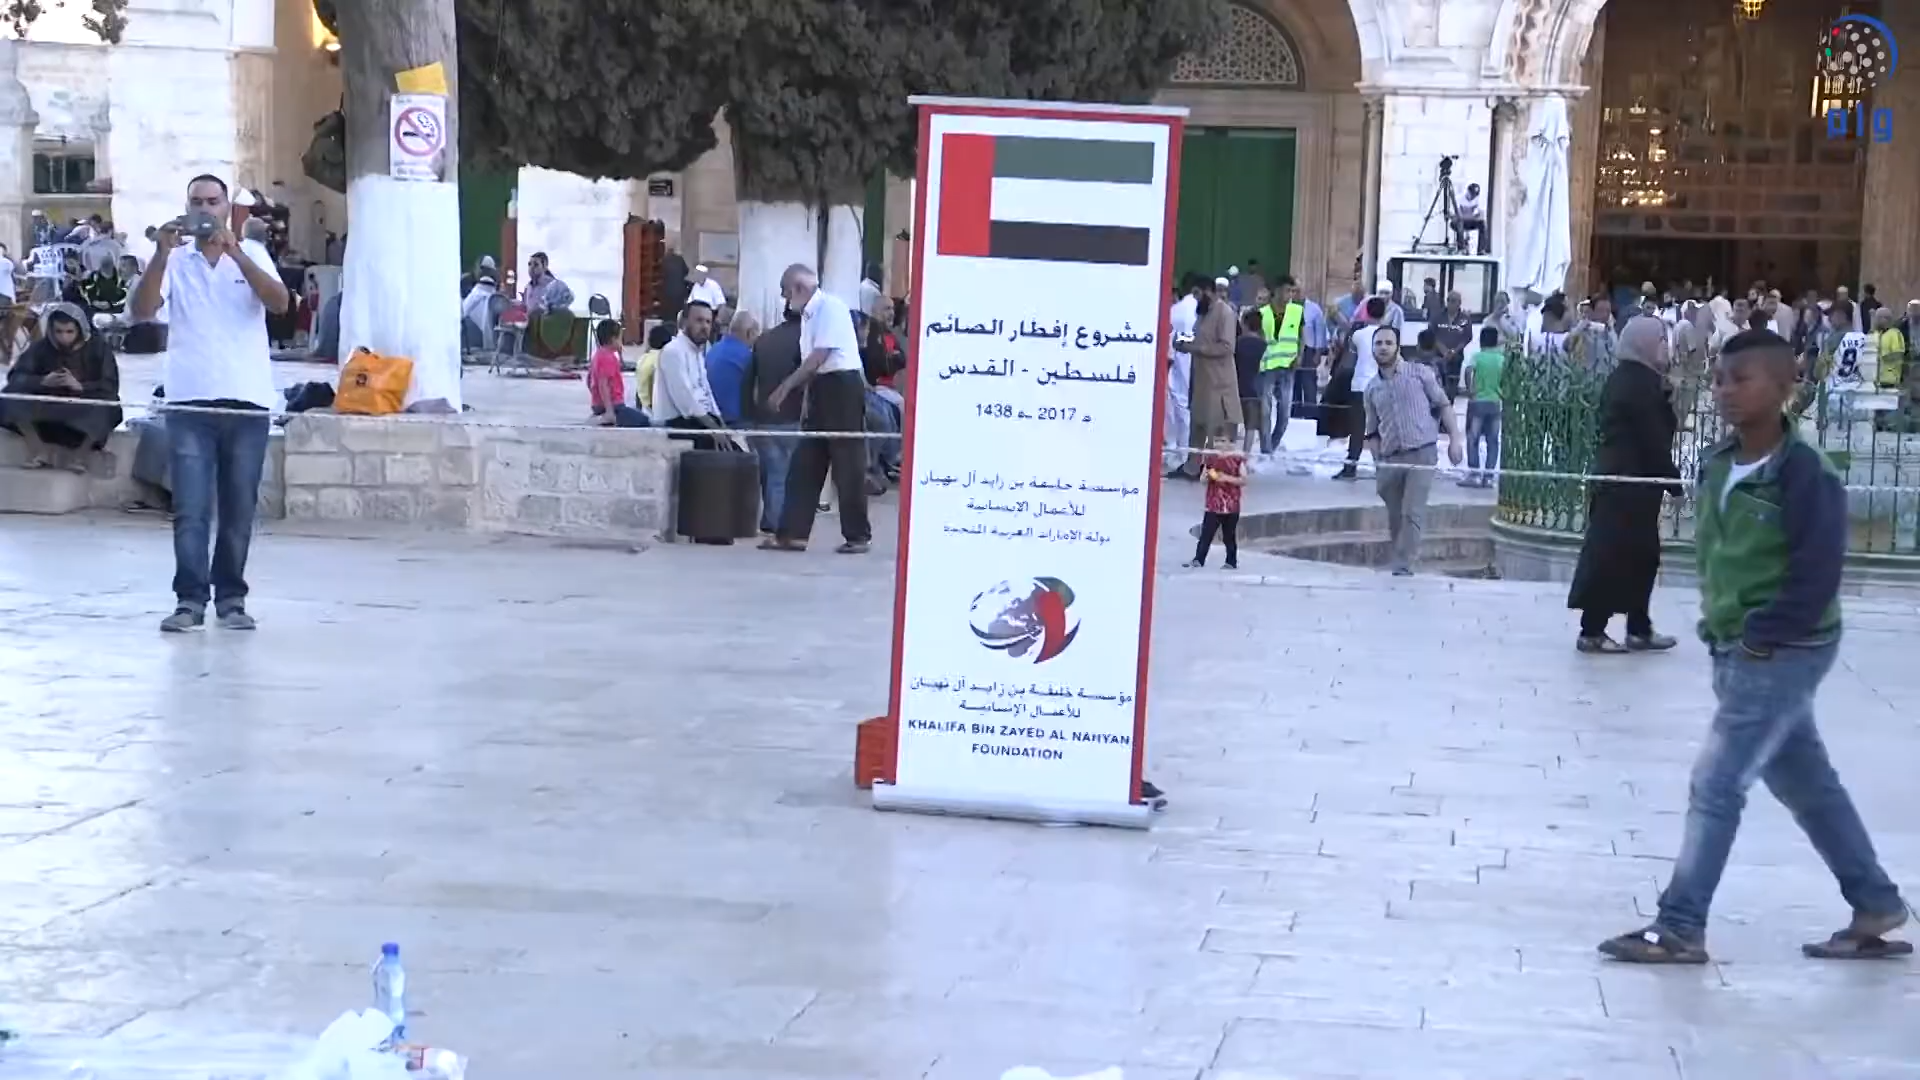 مشروع إفطار الصائم
فلسطين - القدس
1438 هـ 2017 م
مؤسسة خليفة بن زايد آل نهيان
للأعمال الإنسانية
دولة الإمارات العربية المتحدة
مؤسسة خليفة بن زايد آل نهيان
للأعمال الإنسانية
KHALIFA BIN ZAYED AL NAHYAN
FOUNDATION
9